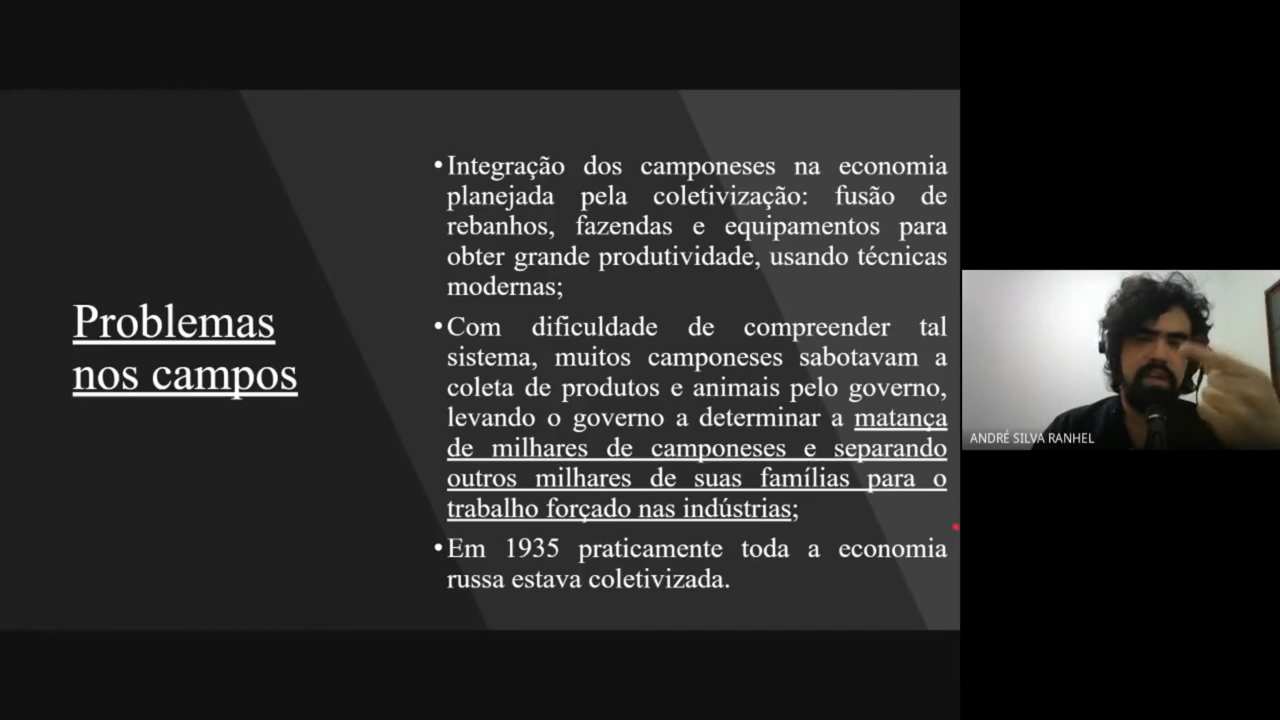 Problemas
nos campos
•Integração dos camponeses na economia
planejada pela coletivização: fusão de
rebanhos, fazendas e equipamentos para
obter grande produtividade, usando técnicas
modernas;
•Com dificuldade de compreender tal
sistema, muitos camponeses sabotavam a
coleta de produtos e animais pelo governo,
levando o governo a determinar a matança
de milhares de camponeses e separando
outros milhares de suas famílias para o
trabalho forçado nas indústrias;
•Em 1935 praticamente toda a economia
russa estava coletivizada.
ANDRÉ SILVA RANHEL